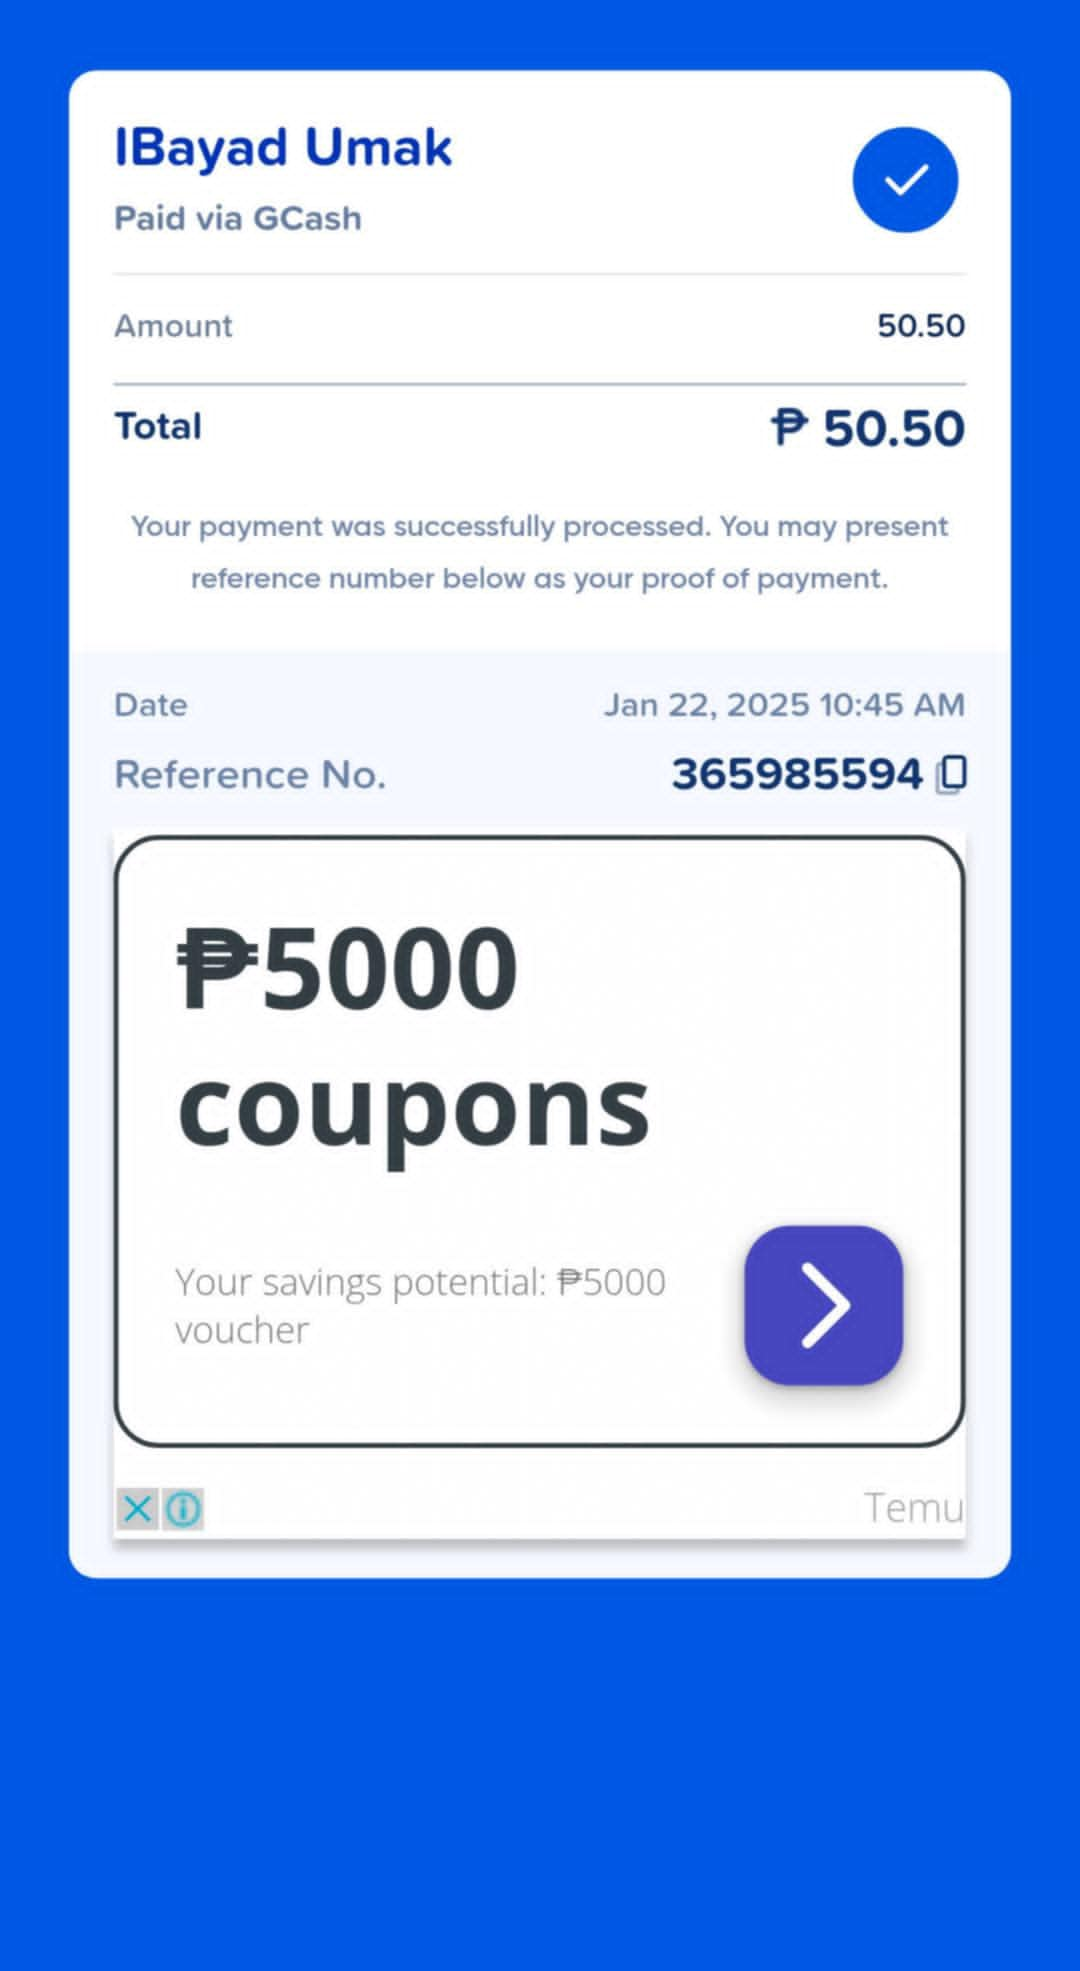 IBayad Umak
Paid via GCash
Amount 50.50
Total ₱ 50.50
Your payment was successfully processed. You may present
reference number below as your proof of payment.
Date Jan 22, 2025 10:45 AM
Reference No. 365985594
₱5000
coupons
Your savings potential: ₱5000
voucher
Temu